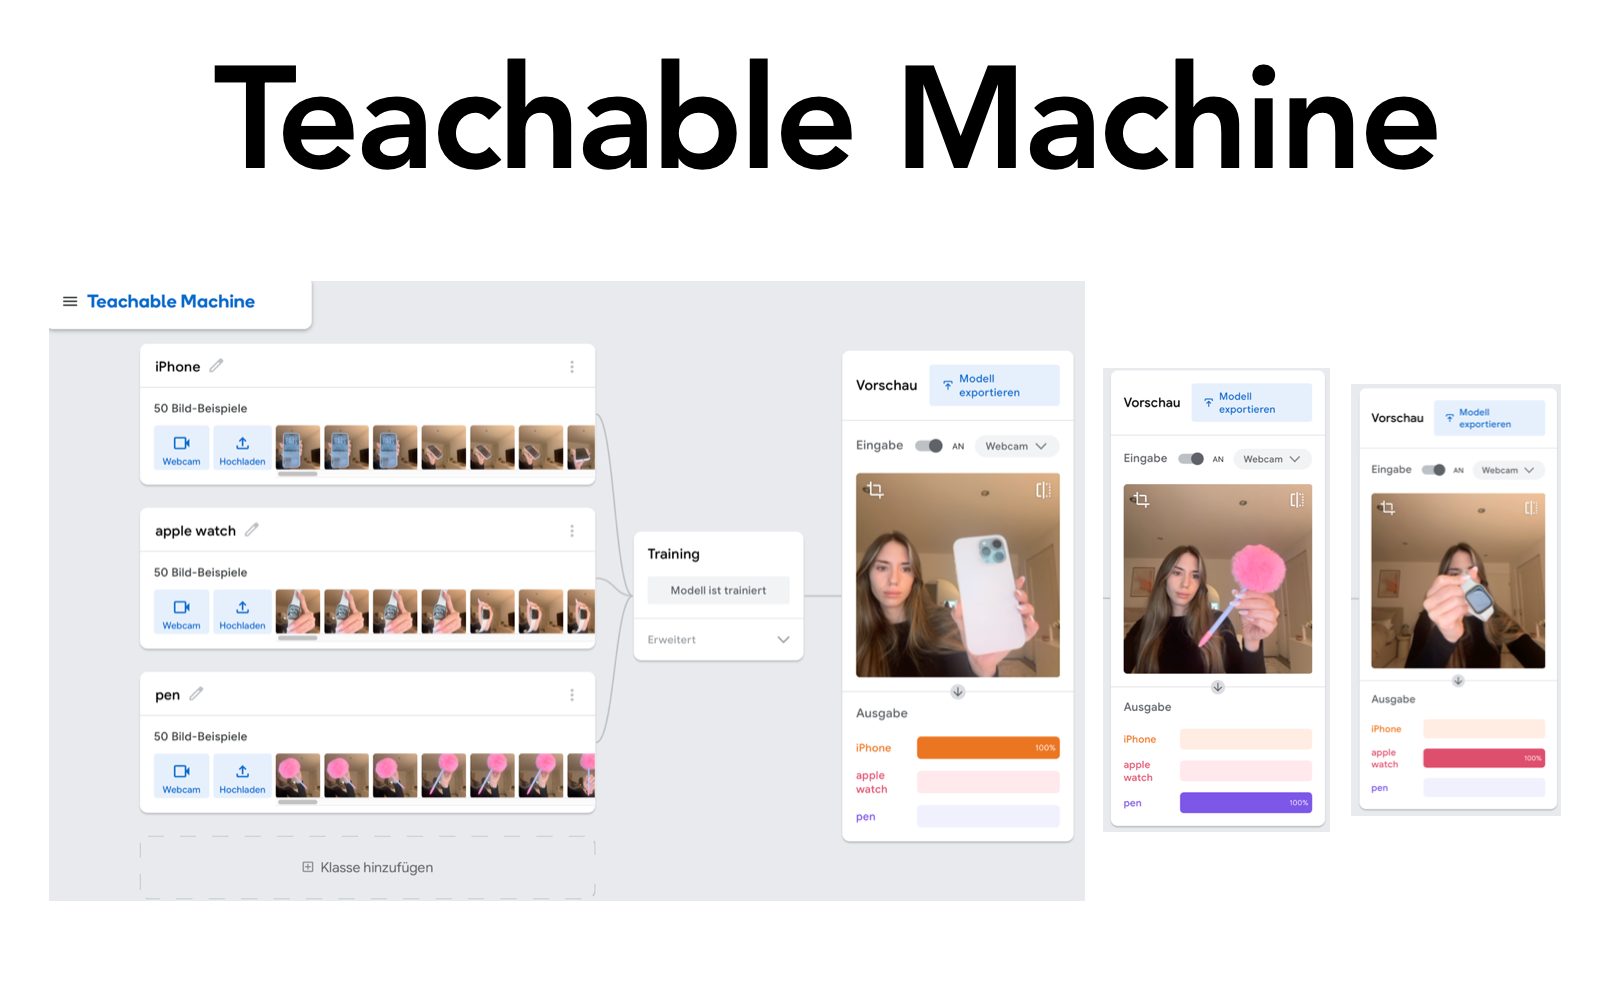 Teachable Machine
Teachable Machine
iPhone
50 Bild-Beispiele
Webcam
Hochladen
apple watch
50 Bild-Beispiele
Webcam
Hochladen
pen
50 Bild-Beispiele
Webcam
Hochladen
Klasse hinzufügen
Training
Modell ist trainiert
Erweitert
Vorschau
Modell
exportieren
Eingabe
AN
Webcam
Ausgabe
iPhone
100%
apple
watch
pen
Vorschau
Modell
exportieren
Eingabe
AN
Webcam
Ausgabe
iPhone
apple
watch
pen
100%
Vorschau
Modell
exportieren
Eingabe
AN
Webcam
Ausgabe
iPhone
apple
watch
100%
pen